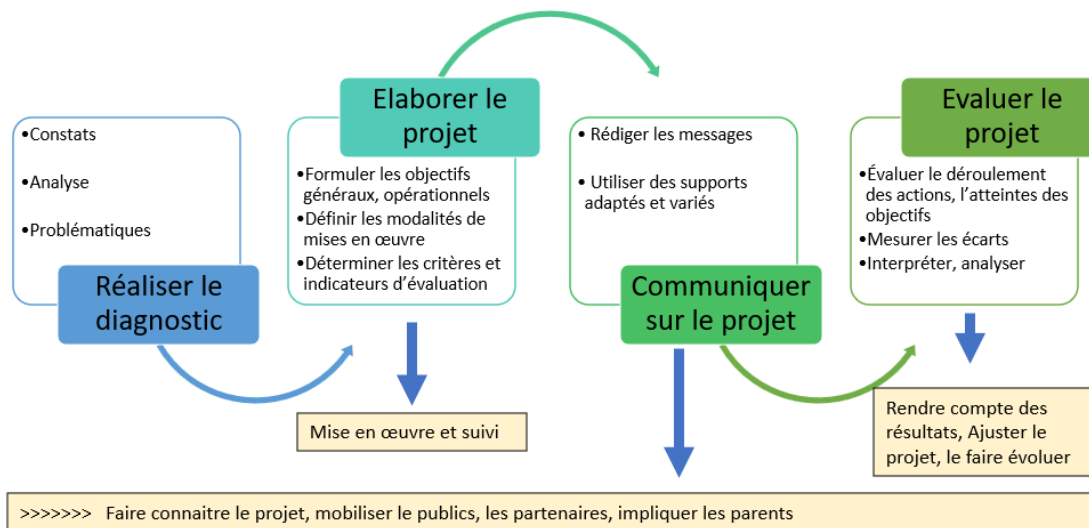 •Constats
•Analyse
•Problématiques
Réaliser le
diagnostic
Elaborer le
projet
•Formuler les objectifs
généraux, opérationnels
•Définir les modalités de
mises en œuvre
•Déterminer les critères et
indicateurs d’évaluation
Mise en œuvre et suivi
• Rédiger les messages
• Utiliser des supports
adaptés et variés
Communiquer
sur le projet
Evaluer le
projet
•Évaluer le déroulement
des actions, l’atteintes des
objectifs
•Mesurer les écarts
•Interpréter, analyser
Rendre compte des
résultats, Ajuster le
projet, le faire évoluer
>>>>>>> Faire connaitre le projet, mobiliser le publics, les partenaires, impliquer les parents